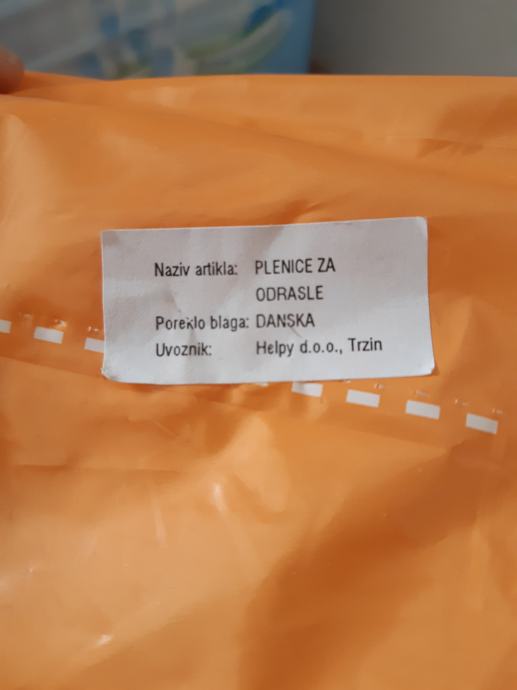 Naziv artikla: PLENICE ZA
ODRASLE
Poreklo blaga: DANSKA
Uvoznik: Helpy d.o.o., Trzin